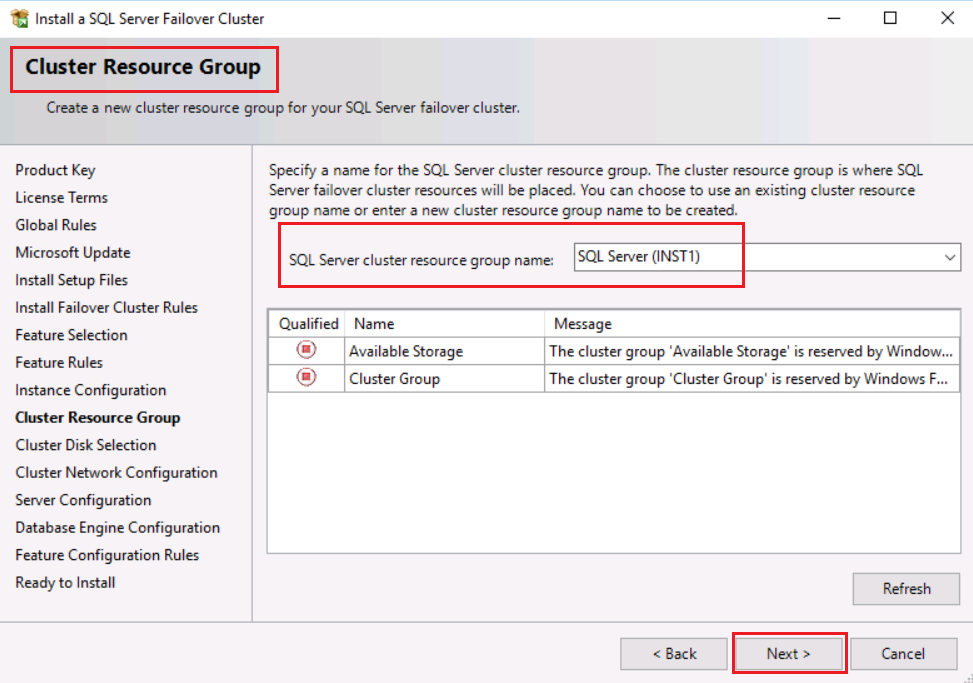 Install a SQL Server Failover Cluster
Cluster Resource Group
Create a new cluster resource group for your SQL Server failover cluster.
Product Key
License Terms
Global Rules
Microsoft Update
Install Setup Files
Install Failover Cluster Rules
Feature Selection
Feature Rules
Instance Configuration
Cluster Resource Group
Cluster Disk Selection
Cluster Network Configuration
Server Configuration
Database Engine Configuration
Feature Configuration Rules
Ready to Install
Specify a name for the SQL Server cluster resource group. The cluster resource group is where SQL
Server failover cluster resources will be placed. You can choose to use an existing cluster resource
group name or enter a new cluster resource group name to be created.
SQL Server cluster resource group name: SQL Server (INST1)
Qualified Name Message
Available Storage The cluster group 'Available Storage' is reserved by Window...
Cluster Group The cluster group 'Cluster Group' is reserved by Windows F...
Refresh
< Back Next > Cancel